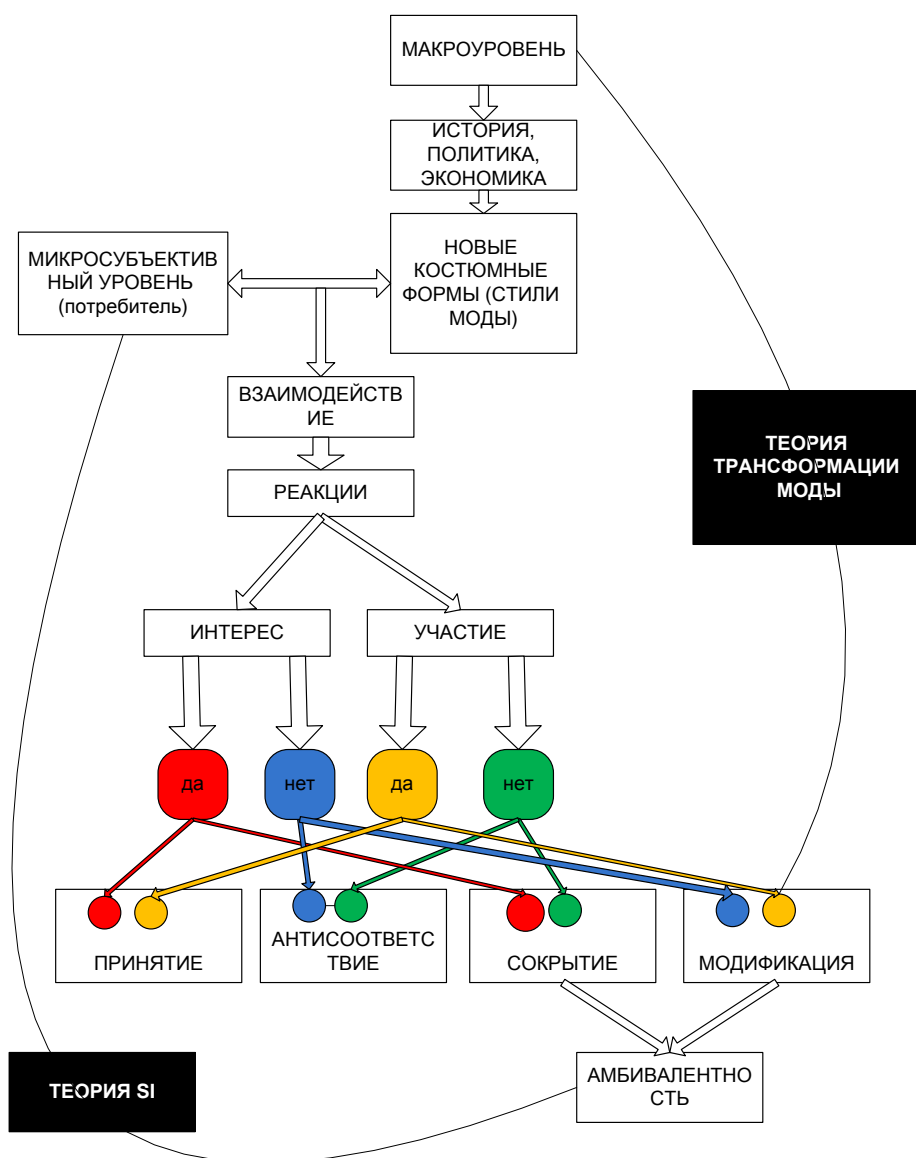 МАКРОУРОВЕНЬ
ИСТОРИЯ,
ПОЛИТИКА,
ЭКОНОМИКА
МИКРОСУБЪЕКТИВ
НЫЙ УРОВЕНЬ
(потребитель)
НОВЫЕ
КОСТЮМНЫЕ
ФОРМЫ (СТИЛИ
МОДЫ)
ВЗАИМОДЕЙСТВ
ИЕ
ТЕОРИЯ
ТРАНСФОРМАЦИИ
МОДЫ
РЕАКЦИИ
ИНТЕРЕС
УЧАСТИЕ
да
нет
да
нет
ПРИНЯТИЕ
АНТИСООТВЕТС
ТВИЕ
СОКРЫТИЕ
МОДИФИКАЦИЯ
ТЕОРИЯ SI
АМБИВАЛЕНТНО
СТЬ